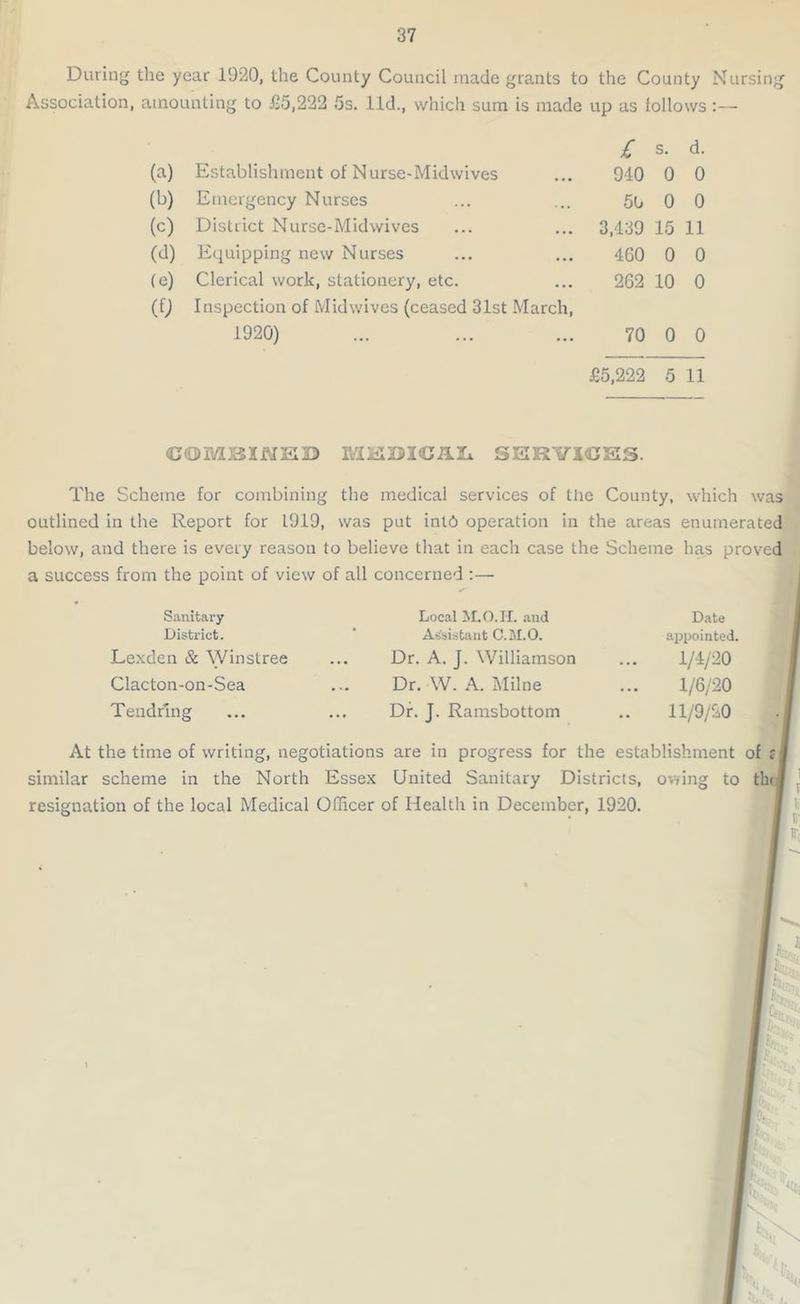 37
During the year 1920, the County Council made grants to the County Nursing
Association, amounting to £5,222 5s. 11d., which sum is made up as follows :—
£ s. d.
(a) Establishment of Nurse-Midwives ... 940 0 0
(b) Emergency Nurses ... ... 50 0 0
(c) District Nurse-Midwives ... ... 3,439 15 11
(d) Equipping new Nurses ... ... 460 0 0
(e) Clerical work, stationery, etc. ... 262 10 0
(f) Inspection of Midwives (ceased 31st March,
1920) ... ... ... 70 0 0
£5,222 5 11
COMBINED MEDICAL SERVICES.
The Scheme for combining the medical services of the County, which was
outlined in the Report for 1919, was put into operation in the areas enumerated
below, and there is every reason to believe that in each case the Scheme has proved
a success from the point of view of all concerned :—
Sanitary Local M.O.H. and Date
District. Assistant C.M.O. appointed.
Lexden & Winstree ... Dr. A. J. Williamson ... 1/4/20
Clacton-on-Sea ... Dr. W. A. Milne ... 1/6/20
Tendring ... ... Dr. J. Ramsbottom .. 11/9/20
At the time of writing, negotiations are in progress for the establishment of
similar scheme in the North Essex United Sanitary Districts, owing to the
resignation of the local Medical Officer of Health in December, 1920.